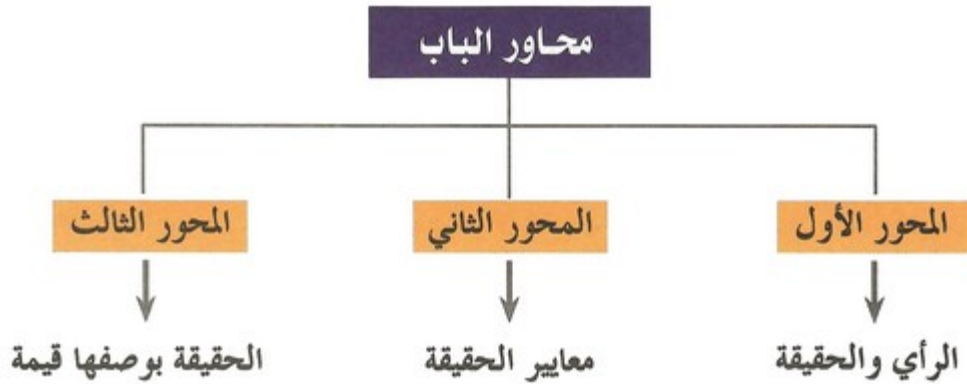 محاور الباب
المحور الأول
المحور الثاني
المحور الثالث
الرأي والحقيقة
معايير الحقيقة
الحقيقة بوصفها قيمة